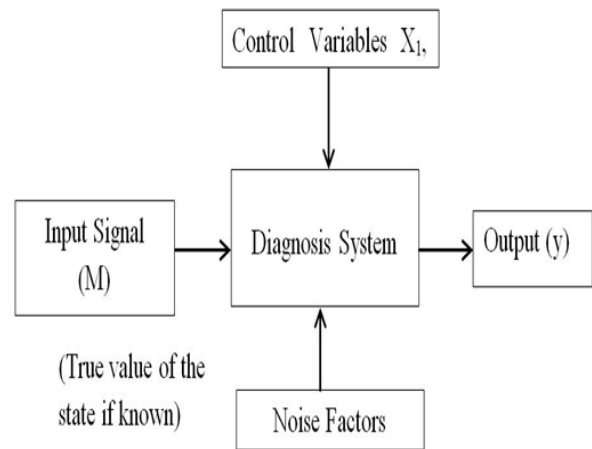 Control Variables X₁,
Input Signal
(M)
Diagnosis System
Output (y)
(True value of the
state if known)
Noise Factors